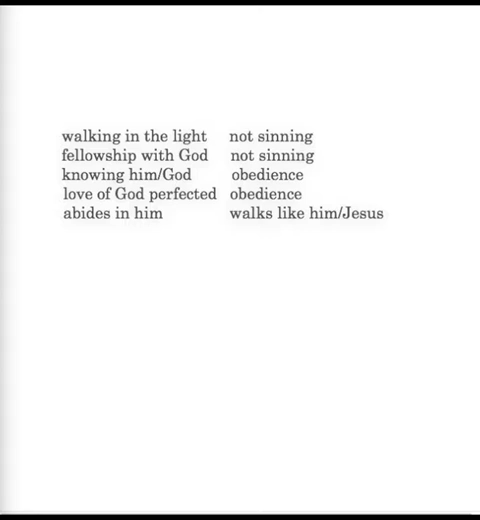 walking in the light not sinning
fellowship with God not sinning
knowing him/God obedience
love of God perfected obedience
abides in him walks like him/Jesus